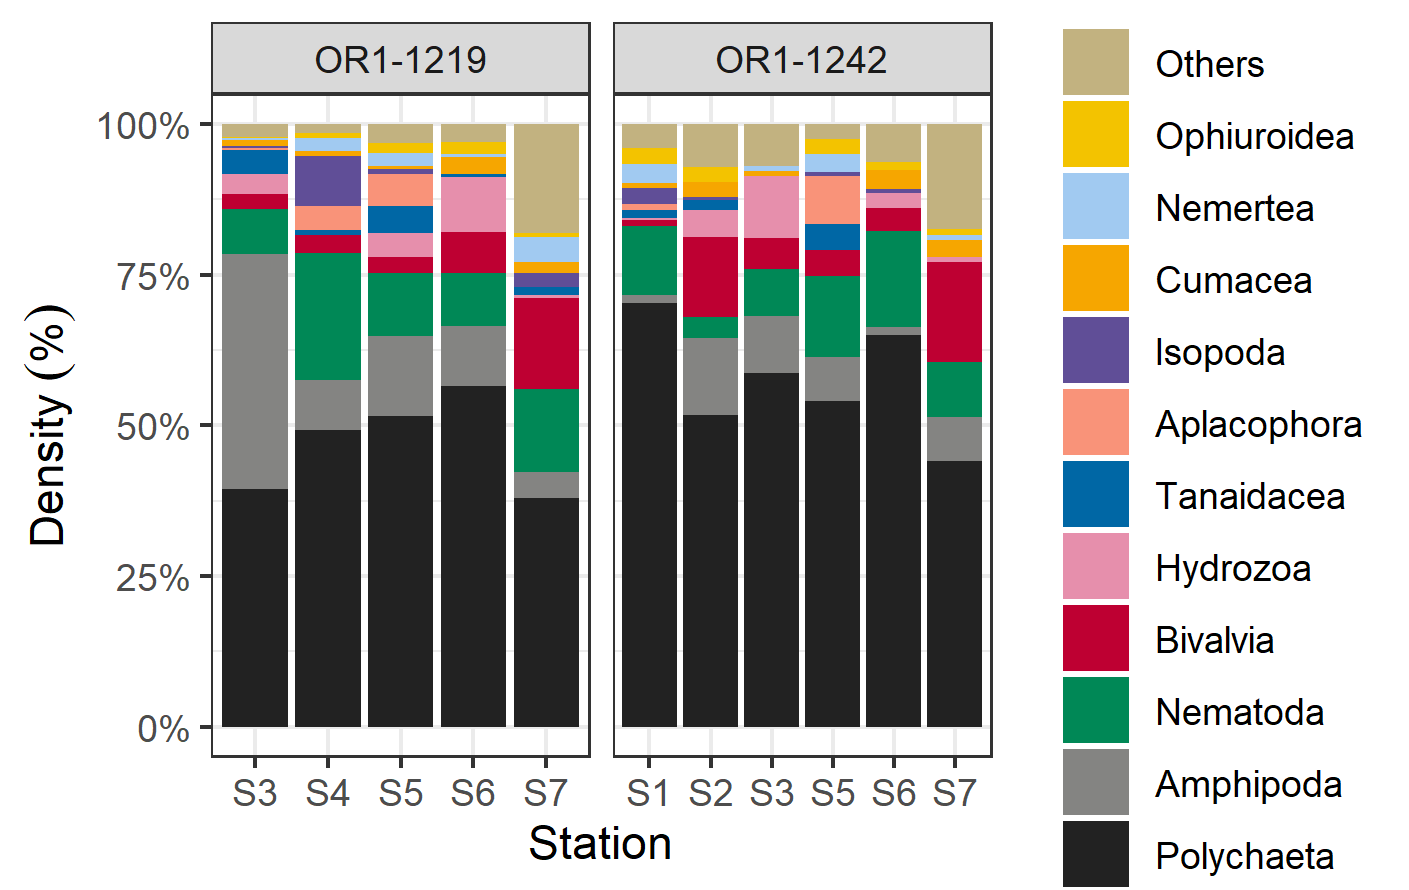 OR1-1219
OR1-1242
100%
75%
50%
25%
0%
Density (%)
S3 S4 S5 S6 S7
S1 S2 S3 S5 S6 S7
Station
Others
Ophiuroidea
Nemertea
Cumacea
Isopoda
Aplacophora
Tanaidacea
Hydrozoa
Bivalvia
Nematoda
Amphipoda
Polychaeta